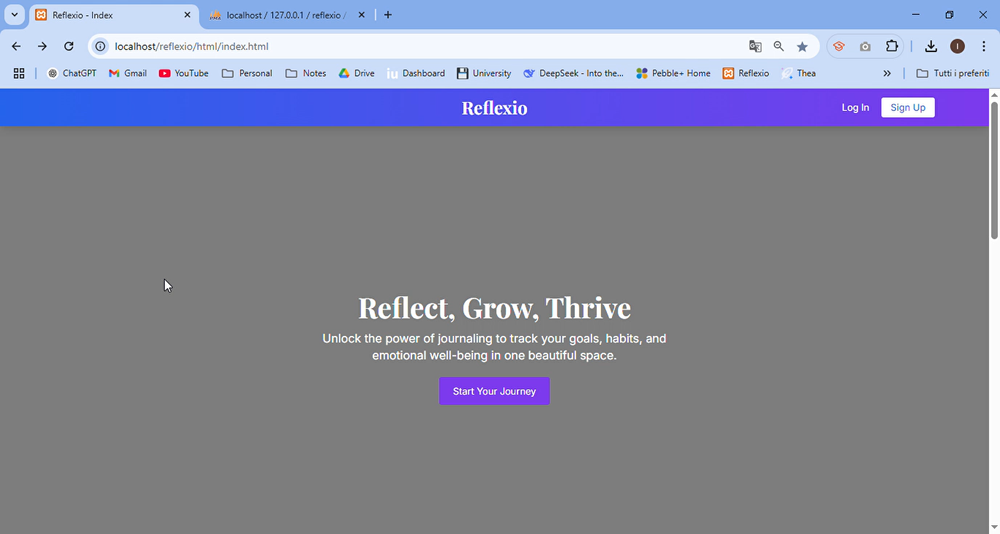 Reflexio - Index
localhost / 127.0.0.1 / reflexio /
localhost/reflexio/html/index.html
ChatGPT
Gmail
YouTube
Personal
Notes
Drive
iu Dashboard
University
DeepSeek - Into the...
Pebble+ Home
Reflexio
Thea
Tutti i preferiti
Reflexio
Log In
Sign Up
Reflect, Grow, Thrive
Unlock the power of journaling to track your goals, habits, and
emotional well-being in one beautiful space.
Start Your Journey